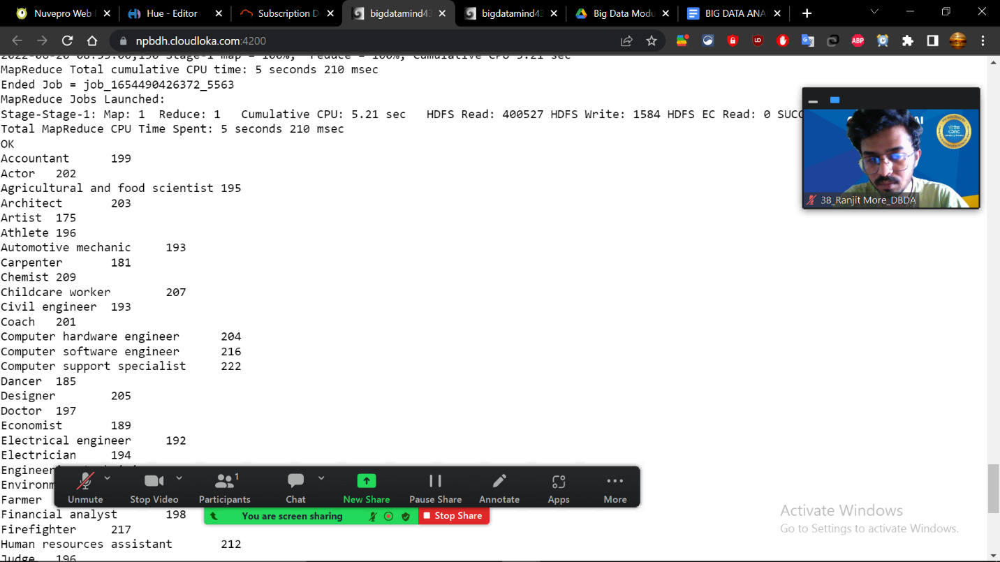 Nuvepro Web
Hue - Editor
Subscription D
bigdatamind43
bigdatamind43
Big Data Modu
BIG DATA ANA
npbdh.cloudloka.com:4200
MapReduce Total cumulative CPU time: 5 seconds 210 msec
Ended Job = job_1654490426372_5563
MapReduce Jobs Launched:
Stage-Stage-1: Map: 1 Reduce: 1 Cumulative CPU: 5.21 sec HDFS Read: 400527 HDFS Write: 1584 HDFS EC Read: 0 SUCC
Total MapReduce CPU Time Spent: 5 seconds 210 msec
OK
Accountant 199
Actor 202
Agricultural and food scientist 195
Architect 203
Artist 175
Athlete 196
Automotive mechanic 193
Carpenter 181
Chemist 209
Childcare worker 207
Civil engineer 193
Coach 201
Computer hardware engineer 204
Computer software engineer 216
Computer support specialist 222
Dancer 185
Designer 205
Doctor 197
Economist 189
Electrical engineer 192
Electrician 194
Engineer
Environm
Farmer
Financial analyst 198
Firefighter 217
Human resources assistant 212
Judge 196
38_Ranjit More_DBDA
Unmute
Stop Video
Participants 1
Chat
New Share
Pause Share
Annotate
Apps
More
You are screen sharing
Stop Share
Activate Windows
Go to Settings to activate Windows.